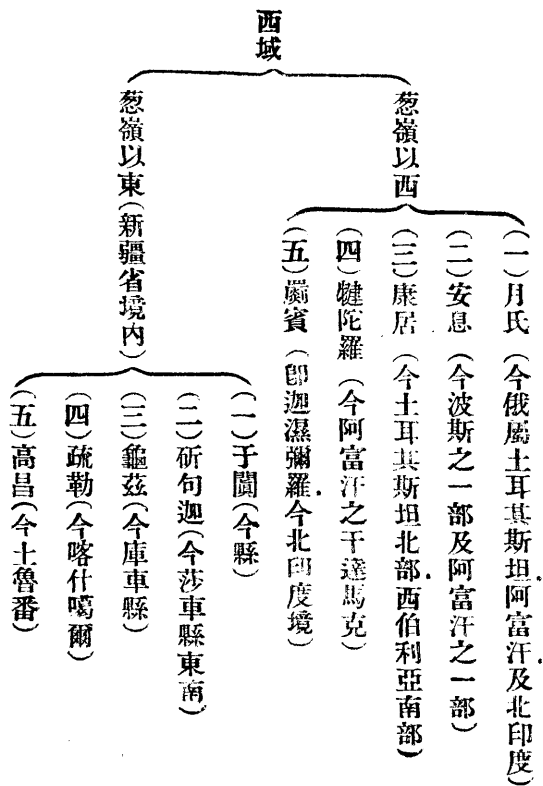 西域
葱嶺以西
(一)月氏 (今俄屬土耳其斯坦.阿富汗.及北印度)
(二)安息 (今波斯之一部及阿富汗之一部)
(三)康居 (今土耳其斯坦北部.西伯利亞南部)
(四)犍陀羅 (今阿富汗之干達馬克)
(五)罽賓 (卽迦濕彌羅.今北印度境)
葱嶺以東(新疆省境內)
(一)于闐(今縣)
(二)斫句迦(今莎車縣東南)
(三)龜茲(今庫車縣)
(四)疏勒(今喀什噶爾)
(五)高昌(今土魯番)